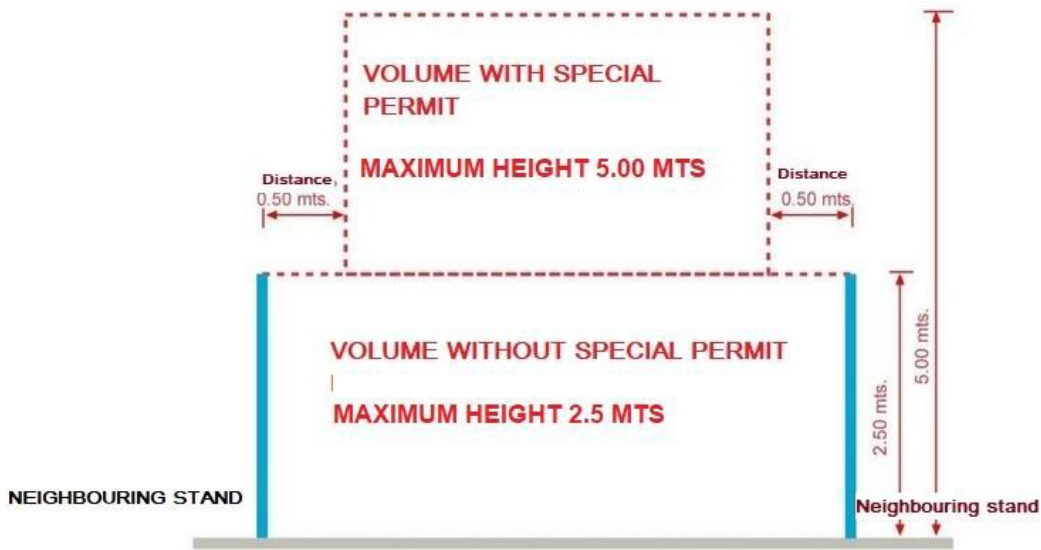 VOLUME WITH SPECIAL
PERMIT
MAXIMUM HEIGHT 5.00 MTS
Distance,
0.50 mts.
Distance
0.50 mts.
VOLUME WITHOUT SPECIAL PERMIT
MAXIMUM HEIGHT 2.5 MTS
2.50 mts.
5.00 mts.
NEIGHBOURING STAND
Neighbouring stand